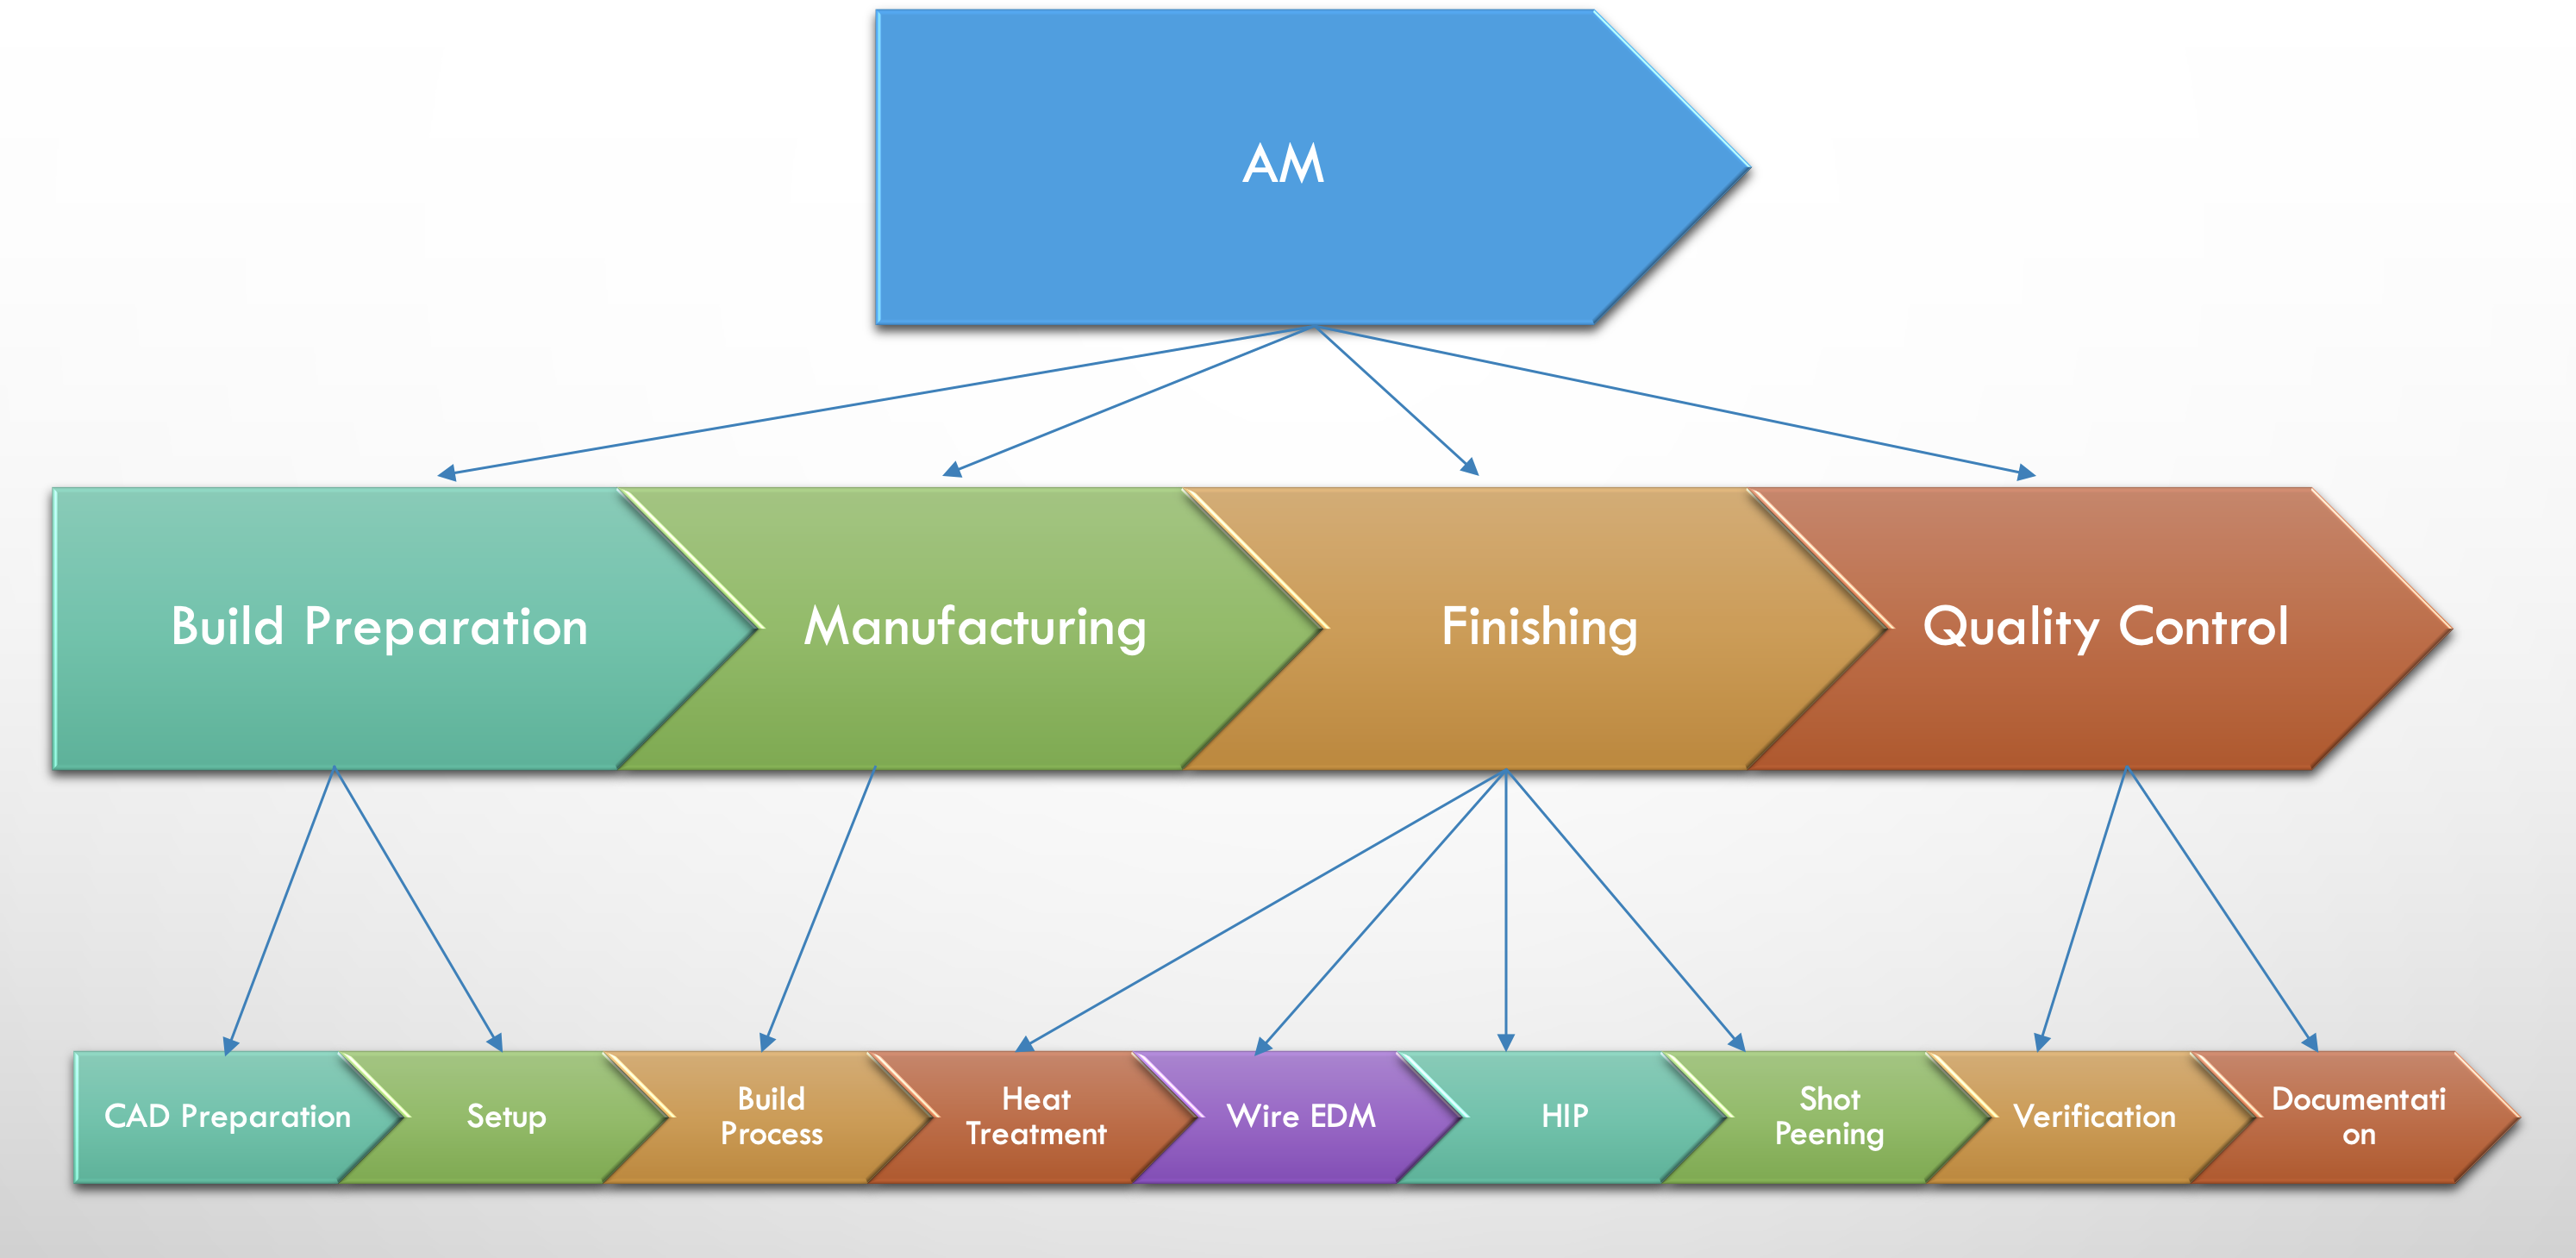 AM
Build Preparation
Manufacturing
Finishing
Quality Control
CAD Preparation
Setup
Build
Process
Heat
Treatment
Wire EDM
HIP
Shot
Peening
Verification
Documentati
on